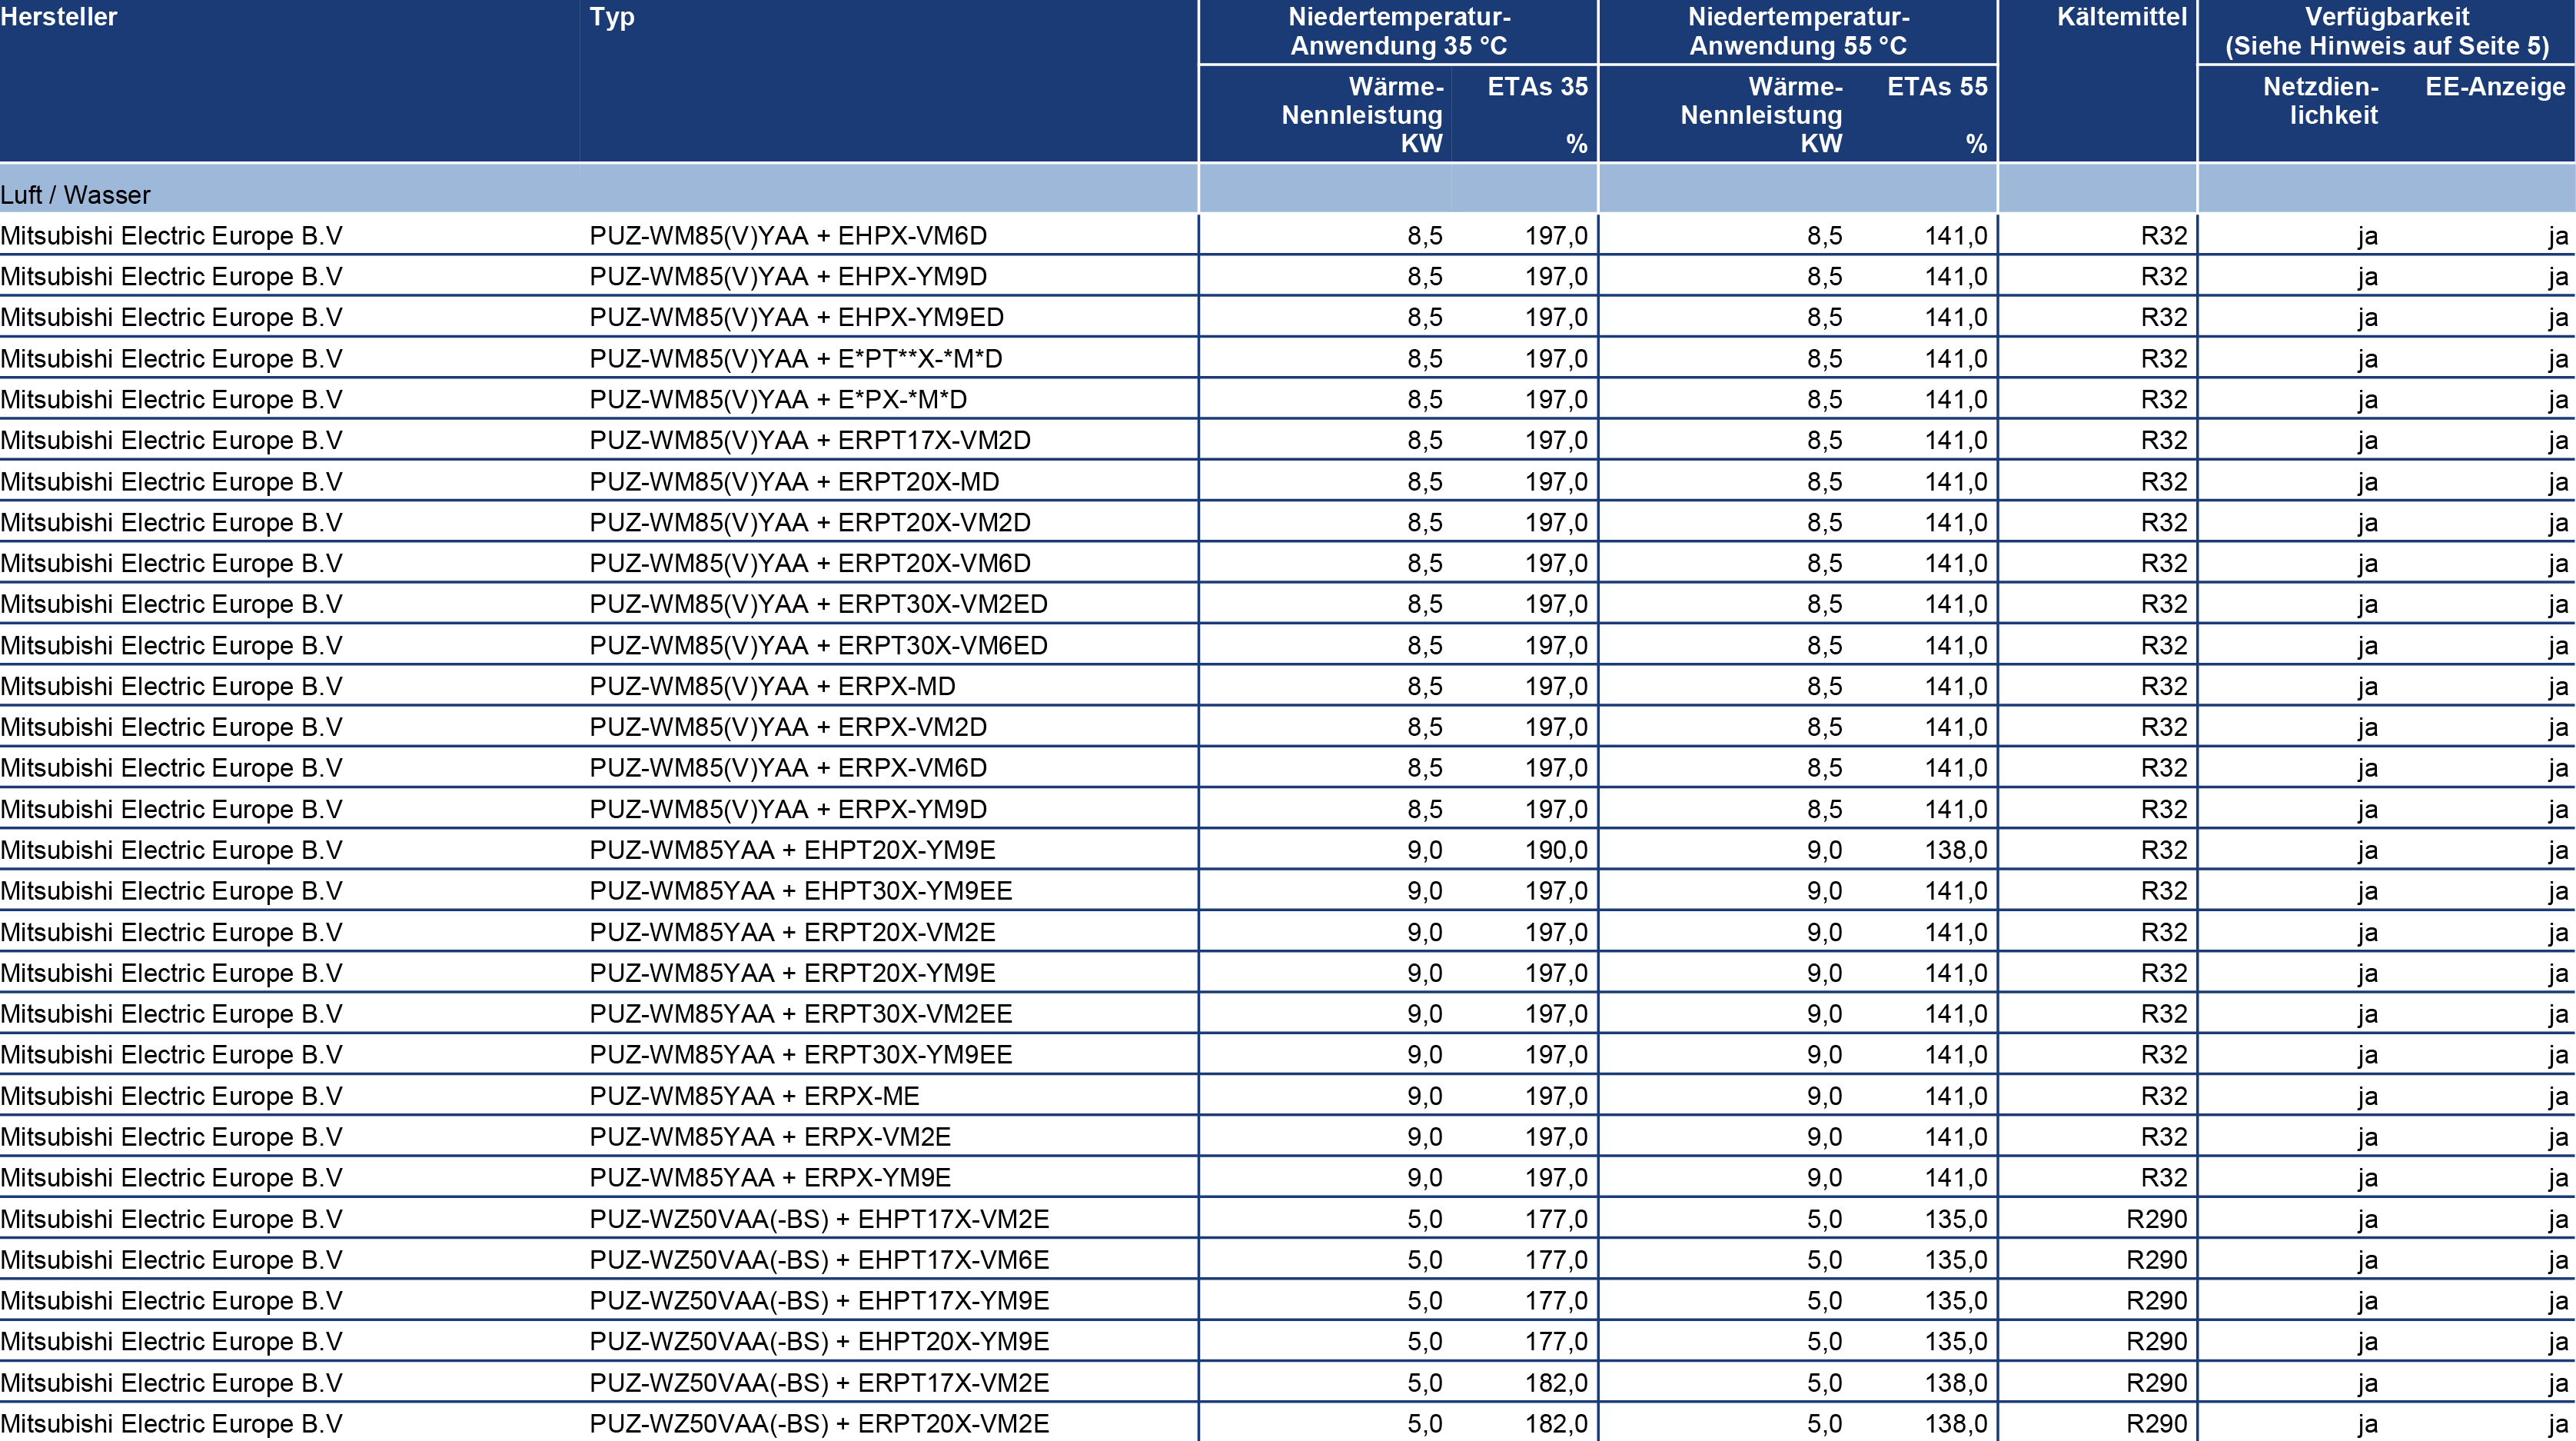 Hersteller Typ Niedertemperatur-Anwendung 35 °C Niedertemperatur-Anwendung 55 °C Kältemittel Verfügbarkeit (Siehe Hinweis auf Seite 5)
Wärme-Nennleistung KW ETAs 35 % Wärme-Nennleistung KW ETAs 55 % Netzdien-lichkeit EE-Anzeige
Luft / Wasser
Mitsubishi Electric Europe B.V PUZ-WM85(V)YAA + EHPX-VM6D 8,5 197,0 8,5 141,0 R32 ja ja
Mitsubishi Electric Europe B.V PUZ-WM85(V)YAA + EHPX-YM9D 8,5 197,0 8,5 141,0 R32 ja ja
Mitsubishi Electric Europe B.V PUZ-WM85(V)YAA + EHPX-YM9ED 8,5 197,0 8,5 141,0 R32 ja ja
Mitsubishi Electric Europe B.V PUZ-WM85(V)YAA + E*PT**X-*M*D 8,5 197,0 8,5 141,0 R32 ja ja
Mitsubishi Electric Europe B.V PUZ-WM85(V)YAA + E*PX-*M*D 8,5 197,0 8,5 141,0 R32 ja ja
Mitsubishi Electric Europe B.V PUZ-WM85(V)YAA + ERPT17X-VM2D 8,5 197,0 8,5 141,0 R32 ja ja
Mitsubishi Electric Europe B.V PUZ-WM85(V)YAA + ERPT20X-MD 8,5 197,0 8,5 141,0 R32 ja ja
Mitsubishi Electric Europe B.V PUZ-WM85(V)YAA + ERPT20X-VM2D 8,5 197,0 8,5 141,0 R32 ja ja
Mitsubishi Electric Europe B.V PUZ-WM85(V)YAA + ERPT20X-VM6D 8,5 197,0 8,5 141,0 R32 ja ja
Mitsubishi Electric Europe B.V PUZ-WM85(V)YAA + ERPT30X-VM2ED 8,5 197,0 8,5 141,0 R32 ja ja
Mitsubishi Electric Europe B.V PUZ-WM85(V)YAA + ERPT30X-VM6ED 8,5 197,0 8,5 141,0 R32 ja ja
Mitsubishi Electric Europe B.V PUZ-WM85(V)YAA + ERPX-MD 8,5 197,0 8,5 141,0 R32 ja ja
Mitsubishi Electric Europe B.V PUZ-WM85(V)YAA + ERPX-VM2D 8,5 197,0 8,5 141,0 R32 ja ja
Mitsubishi Electric Europe B.V PUZ-WM85(V)YAA + ERPX-VM6D 8,5 197,0 8,5 141,0 R32 ja ja
Mitsubishi Electric Europe B.V PUZ-WM85(V)YAA + ERPX-YM9D 8,5 197,0 8,5 141,0 R32 ja ja
Mitsubishi Electric Europe B.V PUZ-WM85YAA + EHPT20X-YM9E 9,0 190,0 9,0 138,0 R32 ja ja
Mitsubishi Electric Europe B.V PUZ-WM85YAA + EHPT30X-YM9EE 9,0 197,0 9,0 141,0 R32 ja ja
Mitsubishi Electric Europe B.V PUZ-WM85YAA + ERPT20X-VM2E 9,0 197,0 9,0 141,0 R32 ja ja
Mitsubishi Electric Europe B.V PUZ-WM85YAA + ERPT20X-YM9E 9,0 197,0 9,0 141,0 R32 ja ja
Mitsubishi Electric Europe B.V PUZ-WM85YAA + ERPT30X-VM2EE 9,0 197,0 9,0 141,0 R32 ja ja
Mitsubishi Electric Europe B.V PUZ-WM85YAA + ERPT30X-YM9EE 9,0 197,0 9,0 141,0 R32 ja ja
Mitsubishi Electric Europe B.V PUZ-WM85YAA + ERPX-ME 9,0 197,0 9,0 141,0 R32 ja ja
Mitsubishi Electric Europe B.V PUZ-WM85YAA + ERPX-VM2E 9,0 197,0 9,0 141,0 R32 ja ja
Mitsubishi Electric Europe B.V PUZ-WM85YAA + ERPX-YM9E 9,0 197,0 9,0 141,0 R32 ja ja
Mitsubishi Electric Europe B.V PUZ-WZ50VAA(-BS) + EHPT17X-VM2E 5,0 177,0 5,0 135,0 R290 ja ja
Mitsubishi Electric Europe B.V PUZ-WZ50VAA(-BS) + EHPT17X-VM6E 5,0 177,0 5,0 135,0 R290 ja ja
Mitsubishi Electric Europe B.V PUZ-WZ50VAA(-BS) + EHPT17X-YM9E 5,0 177,0 5,0 135,0 R290 ja ja
Mitsubishi Electric Europe B.V PUZ-WZ50VAA(-BS) + EHPT20X-YM9E 5,0 177,0 5,0 135,0 R290 ja ja
Mitsubishi Electric Europe B.V PUZ-WZ50VAA(-BS) + ERPT17X-VM2E 5,0 182,0 5,0 138,0 R290 ja ja
Mitsubishi Electric Europe B.V PUZ-WZ50VAA(-BS) + ERPT20X-VM2E 5,0 182,0 5,0 138,0 R290 ja ja